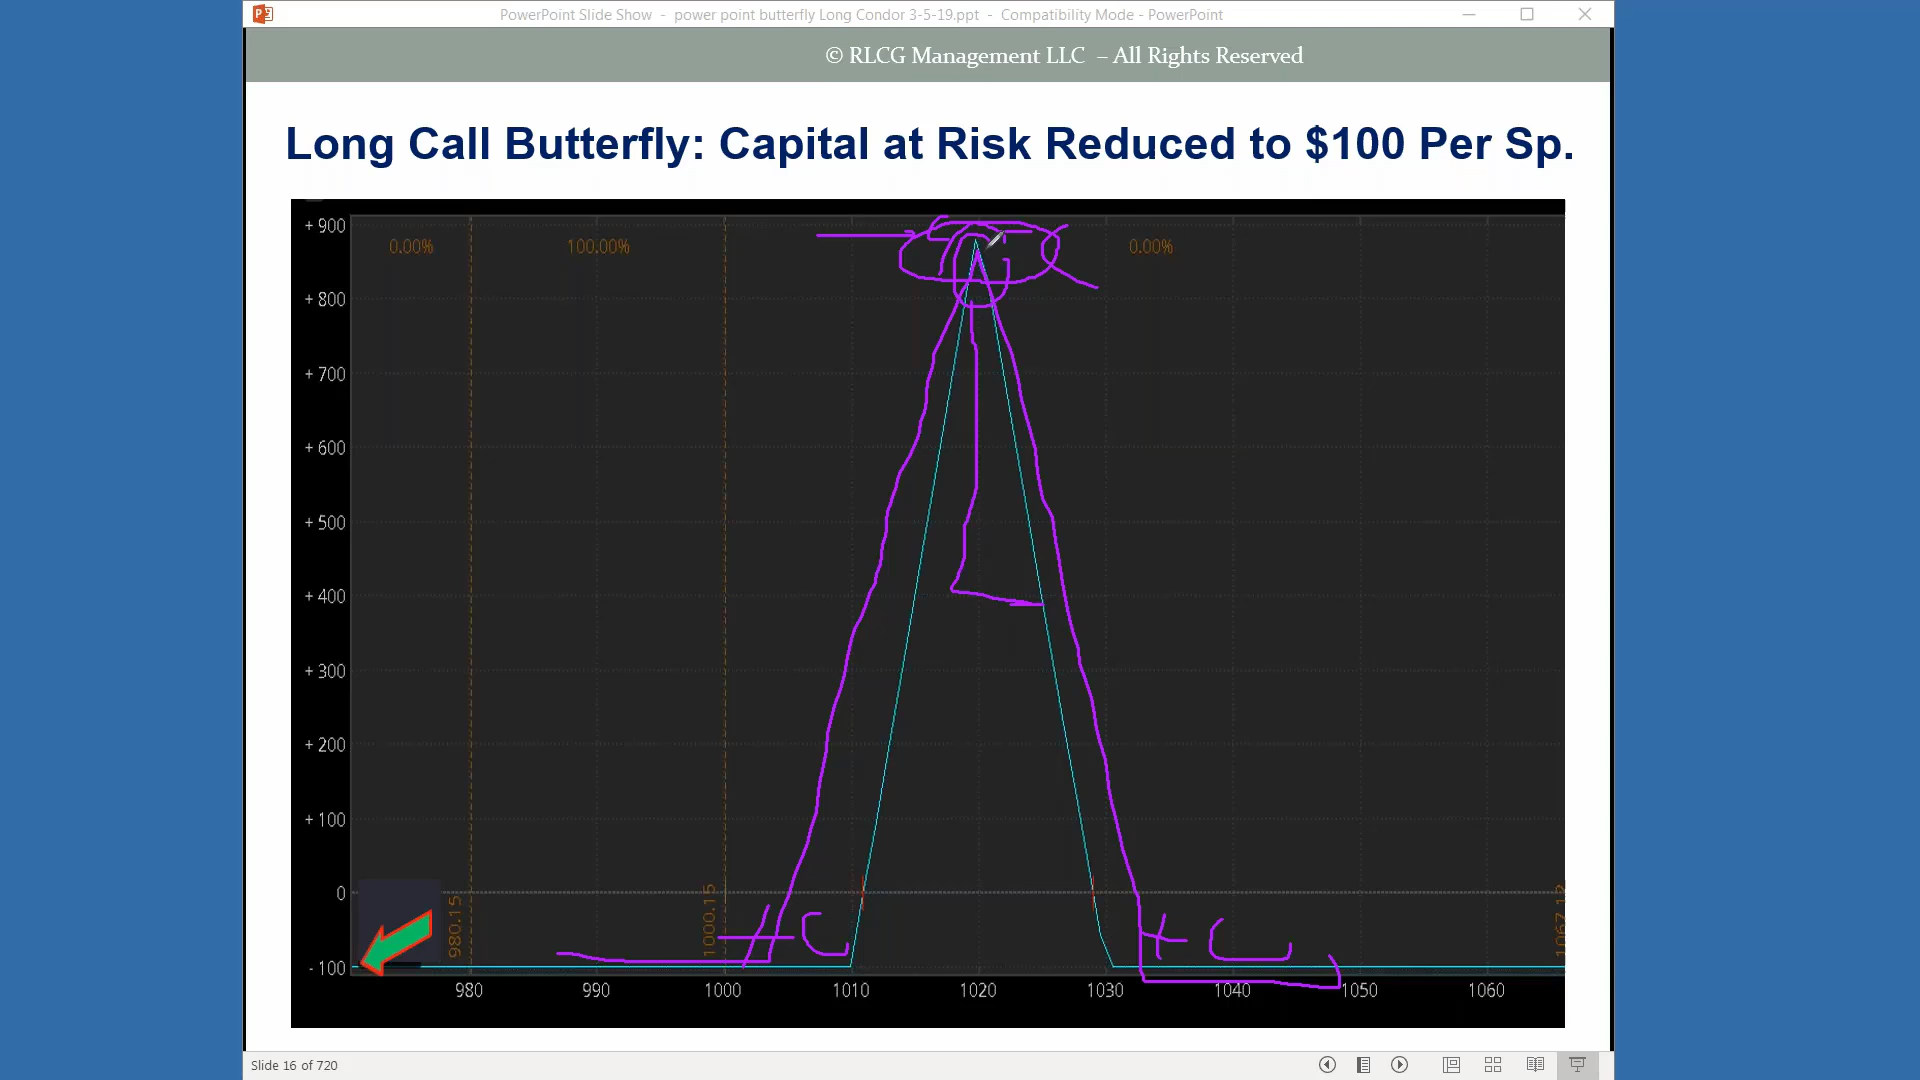 PowerPoint Slide Show - power point butterfly Long Condor 3-5-19.ppt - Compatibility Mode - PowerPoint
© RLCG Management LLC – All Rights Reserved
Long Call Butterfly: Capital at Risk Reduced to $100 Per Sp.
+ 900
0.00% 100.00% 0.00%
+ 800
+ 700
+ 600
+ 500
+ 400
+ 300
+ 200
+ 100
0
980.15 1000.15
+C +C
- 100
980 990 1000 1010 1020 1030 1040 1050 1060
Slide 16 of 720